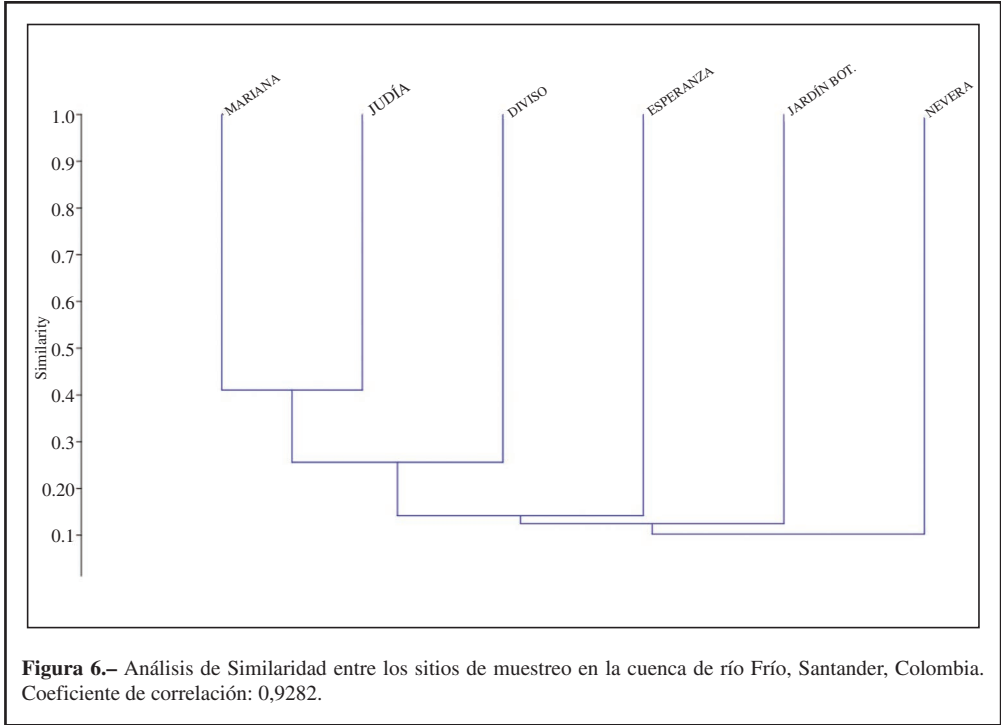 MARIANA
JUDÍA
DIVISO
ESPERANZA
JARDÍN BOT.
NEVERA
1.0
0.9
0.8
0.7
0.6
0.5
0.4
0.3
0.20
0.1
Similarity
Figura 6.– Análisis de Similaridad entre los sitios de muestreo en la cuenca de río Frío, Santander, Colombia.
Coeficiente de correlación: 0,9282.